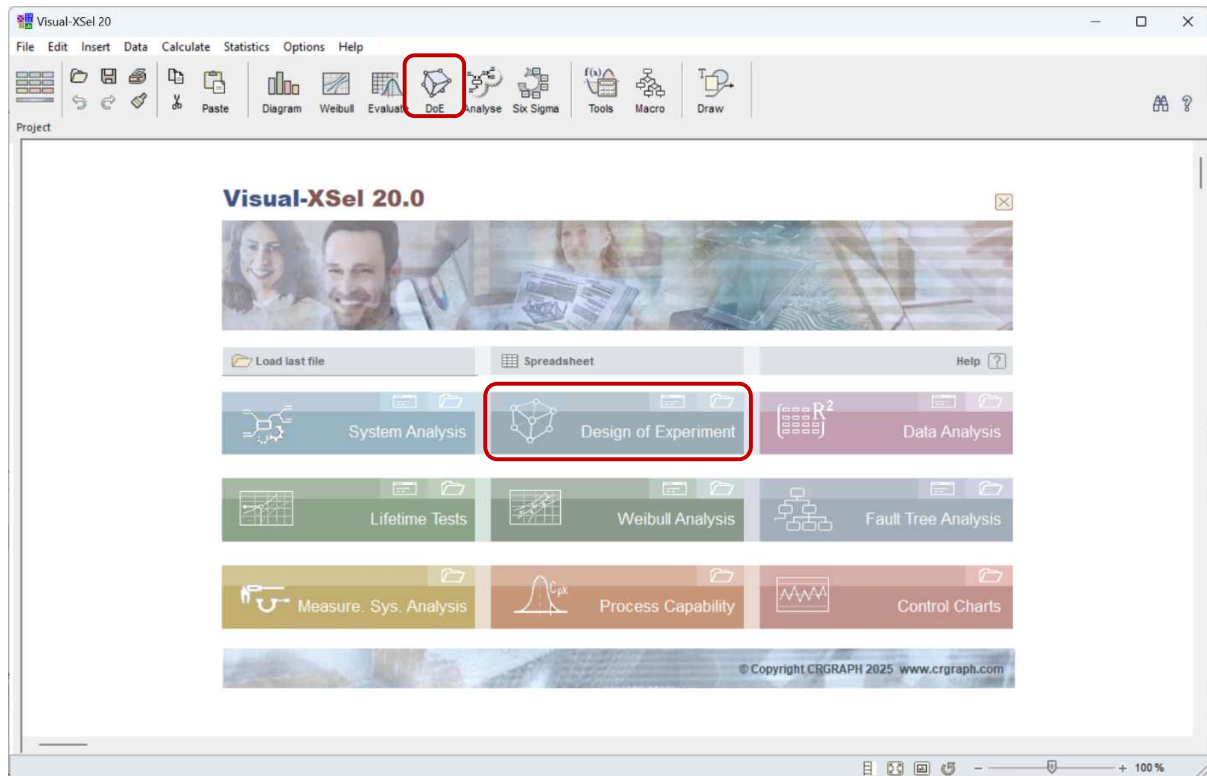 Visual-XSel 20
File Edit Insert Data Calculate Statistics Options Help
Paste Diagram Weibull Evaluate DoE Analyse Six Sigma Tools Macro Draw
Project
Visual-XSel 20.0
Load last file Spreadsheet Help ?
System Analysis Design of Experiment R² Data Analysis
Lifetime Tests Weibull Analysis Fault Tree Analysis
Measure. Sys. Analysis Cpk Process Capability Control Charts
© Copyright CRGRAPH 2025 www.crgraph.com
100 %